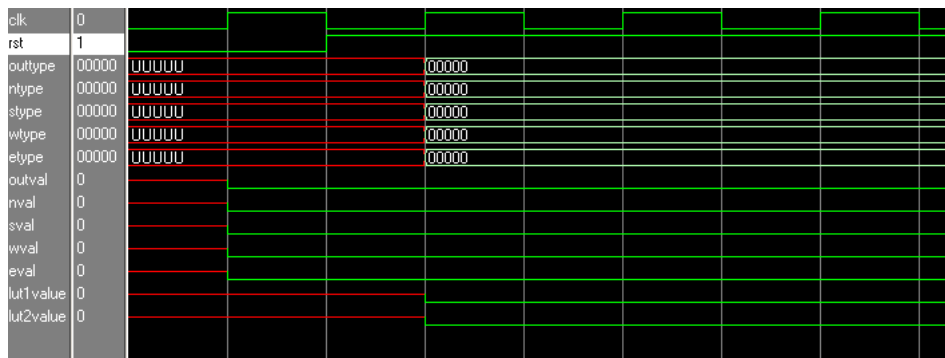 clk 0
rst 1
outtype 00000 UUUUU 00000
ntype 00000 UUUUU 00000
stype 00000 UUUUU 00000
wtype 00000 UUUUU 00000
etype 00000 UUUUU 00000
outval 0
nval 0
sval 0
wval 0
eval 0
lut1value 0
lut2value 0